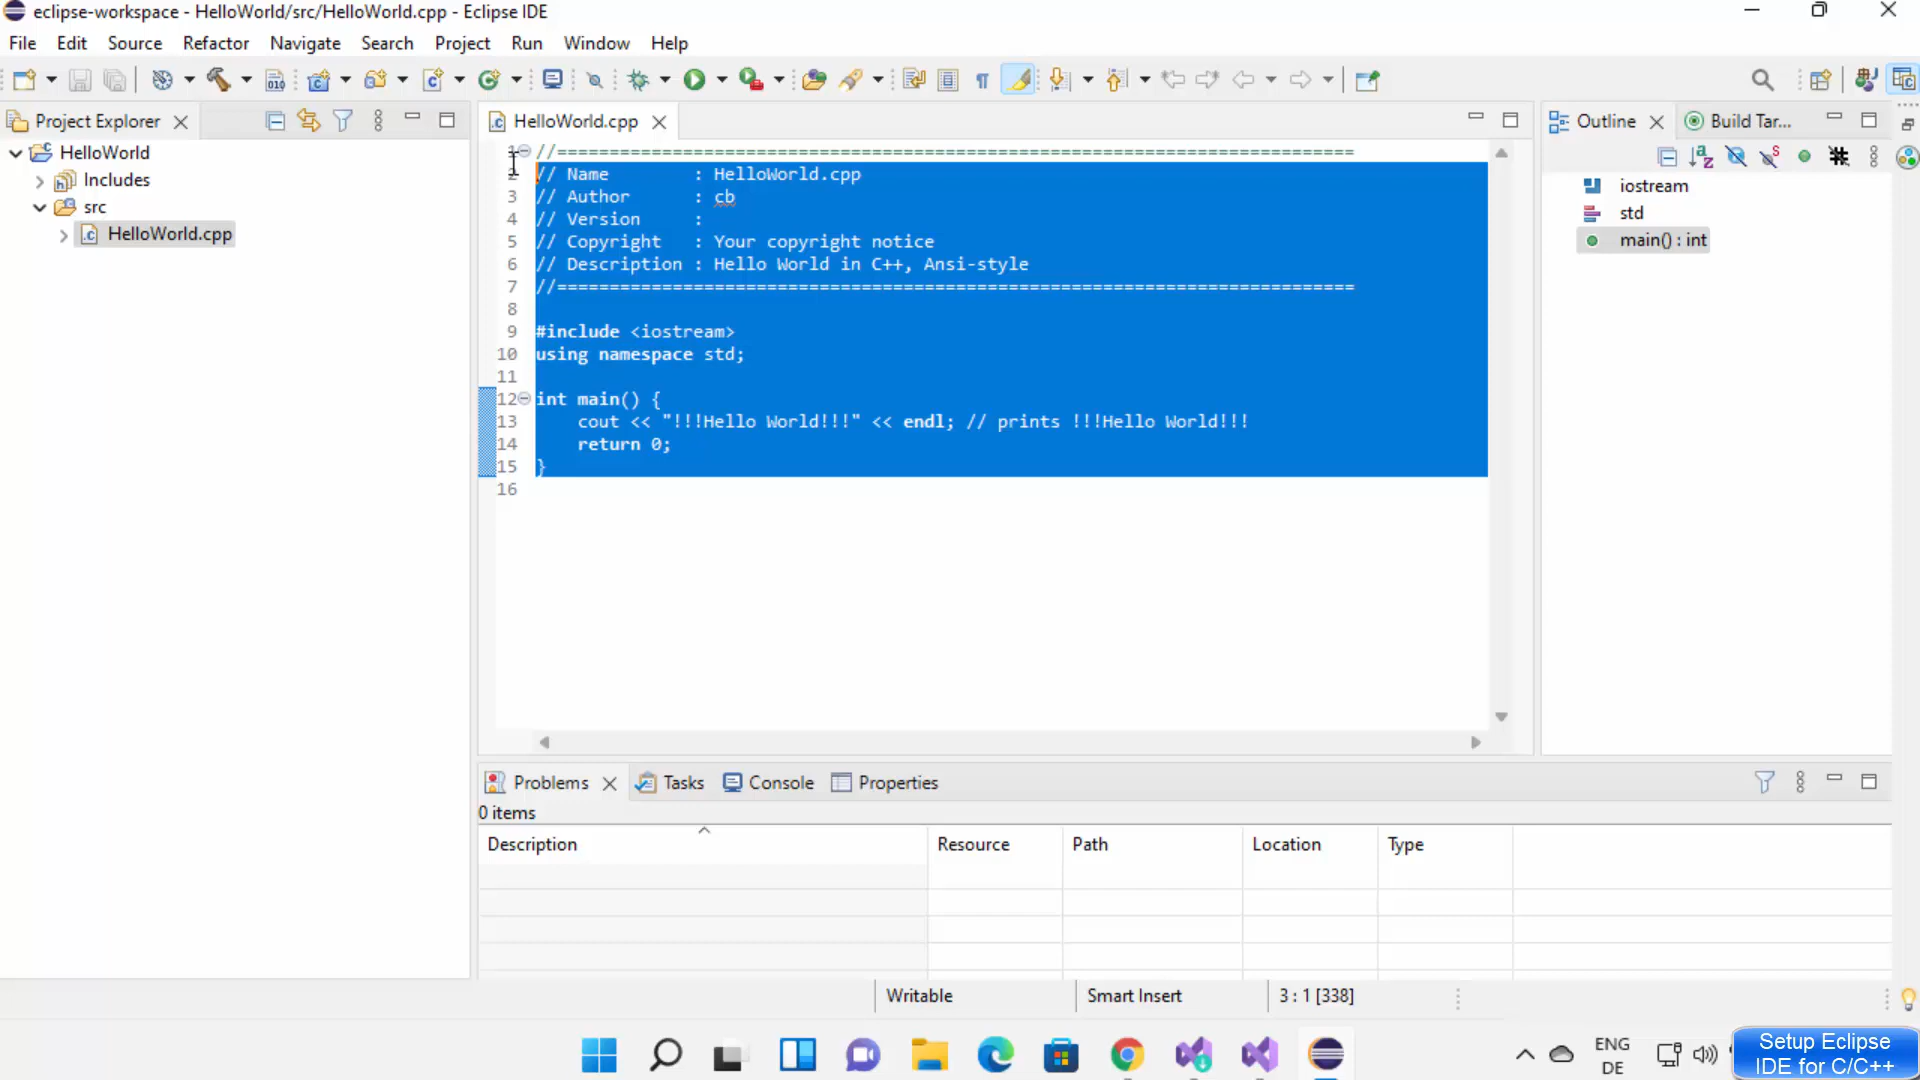 eclipse-workspace - HelloWorld/src/HelloWorld.cpp - Eclipse IDE
File Edit Source Refactor Navigate Search Project Run Window Help
Project Explorer
HelloWorld
Includes
src
HelloWorld.cpp
HelloWorld.cpp
1 //============================================================================
2 // Name        : HelloWorld.cpp
3 // Author      : cb
4 // Version     :
5 // Copyright   : Your copyright notice
6 // Description : Hello World in C++, Ansi-style
7 //============================================================================
8
9 #include <iostream>
10 using namespace std;
11
12 int main() {
13     cout << "!!!Hello World!!!" << endl; // prints !!!Hello World!!!
14     return 0;
15 }
16
Outline Build Tar...
iostream
std
main() : int
Problems Tasks Console Properties
0 items
Description Resource Path Location Type
Writable Smart Insert 3 : 1 [338]
ENG
DE
Setup Eclipse
IDE for C/C++